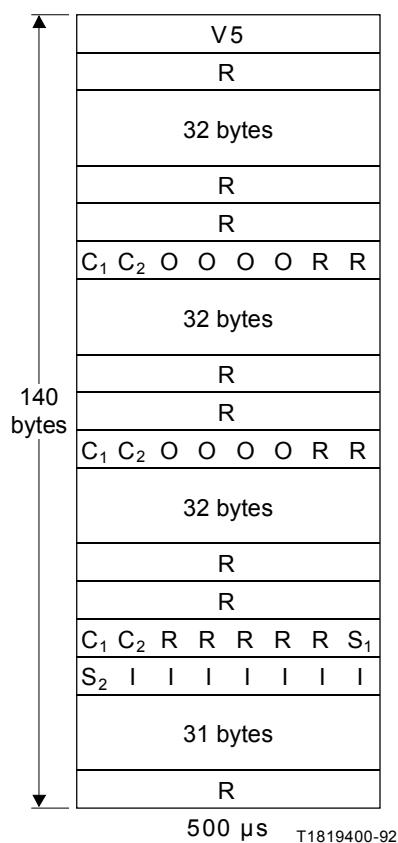 V5
R
32 bytes
R
R
C₁ C₂ O O O O R R
32 bytes
R
R
140
bytes
C₁ C₂ O O O O R R
32 bytes
R
R
C₁ C₂ R R R R R S₁
S₂ I I I I I I I
31 bytes
R
500 µs
T1819400-92